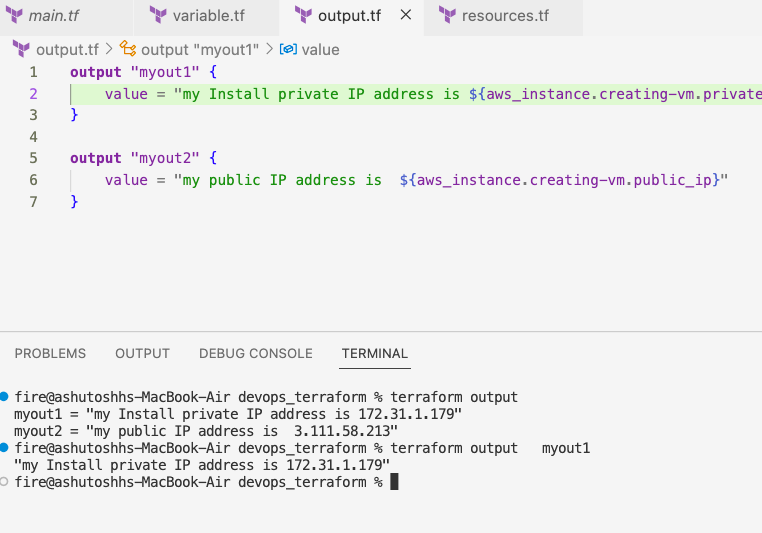 main.tf
variable.tf
output.tf
resources.tf
output.tf > output "myout1" > value
1 output "myout1" {
2 value = "my Install private IP address is ${aws_instance.creating-vm.private
3 }
4
5 output "myout2" {
6 value = "my public IP address is  ${aws_instance.creating-vm.public_ip}"
7 }
PROBLEMS OUTPUT DEBUG CONSOLE TERMINAL
fire@ashutoshhs-MacBook-Air devops_terraform % terraform output
myout1 = "my Install private IP address is 172.31.1.179"
myout2 = "my public IP address is  3.111.58.213"
fire@ashutoshhs-MacBook-Air devops_terraform % terraform output   myout1
"my Install private IP address is 172.31.1.179"
fire@ashutoshhs-MacBook-Air devops_terraform %